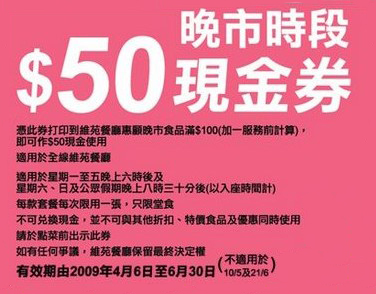 晚市時段
$50現金券
憑此券打印到維苑餐廳惠顧晚市食品滿$100(加一服務前計算)，
即可作$50現金使用
適用於全線維苑餐廳
適用於星期一至五晚上六時後及
星期六、日及公眾假期晚上八時三十分後(以入座時間計)
每款套餐每次限用一張，只限堂食
不可兌換現金，並不可與其他折扣、特價食品及優惠同時使用
請於點菜前出示此券
如有任何爭議，維苑餐廳保留最終決定權
有效期由2009年4月6日至6月30日(不適用於10/5及21/6)